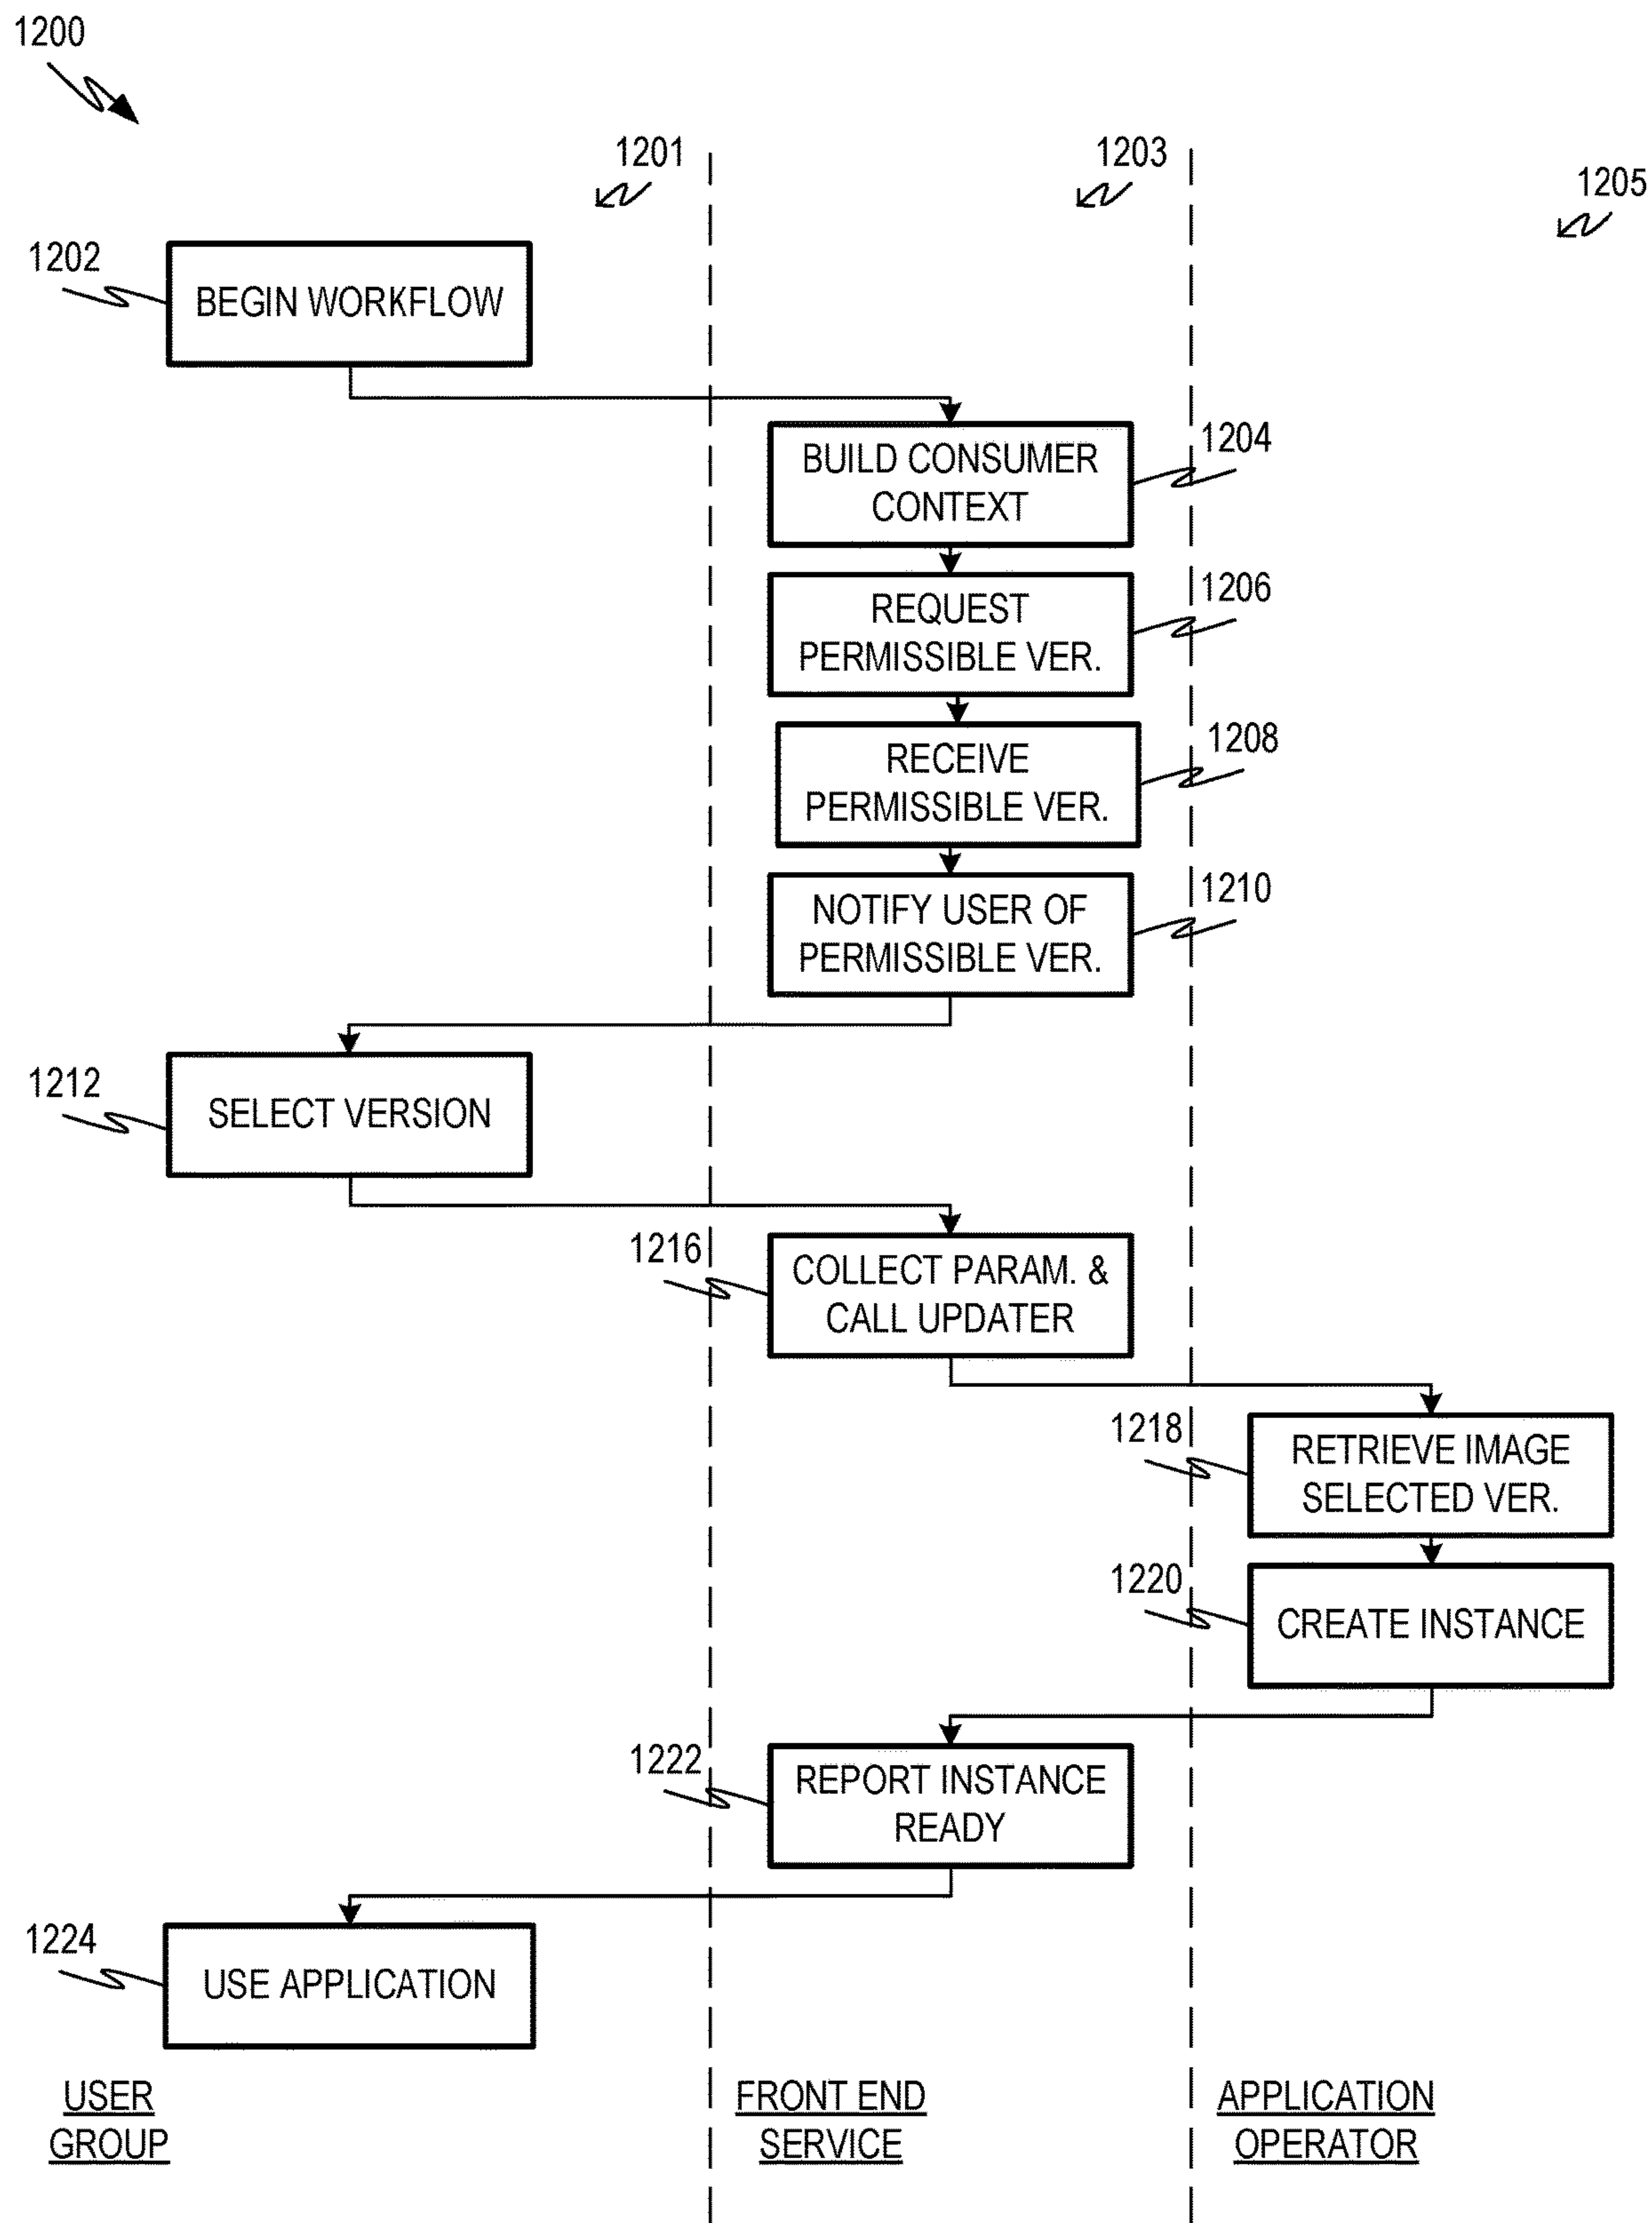 1200
1201
1203
1205
1202
BEGIN WORKFLOW
1204
BUILD CONSUMER
CONTEXT
1206
REQUEST
PERMISSIBLE VER.
1208
RECEIVE
PERMISSIBLE VER.
1210
NOTIFY USER OF
PERMISSIBLE VER.
1212
SELECT VERSION
1216
COLLECT PARAM. &
CALL UPDATER
1218
RETRIEVE IMAGE
SELECTED VER.
1220
CREATE INSTANCE
1222
REPORT INSTANCE
READY
1224
USE APPLICATION
USER
GROUP
FRONT END
SERVICE
APPLICATION
OPERATOR